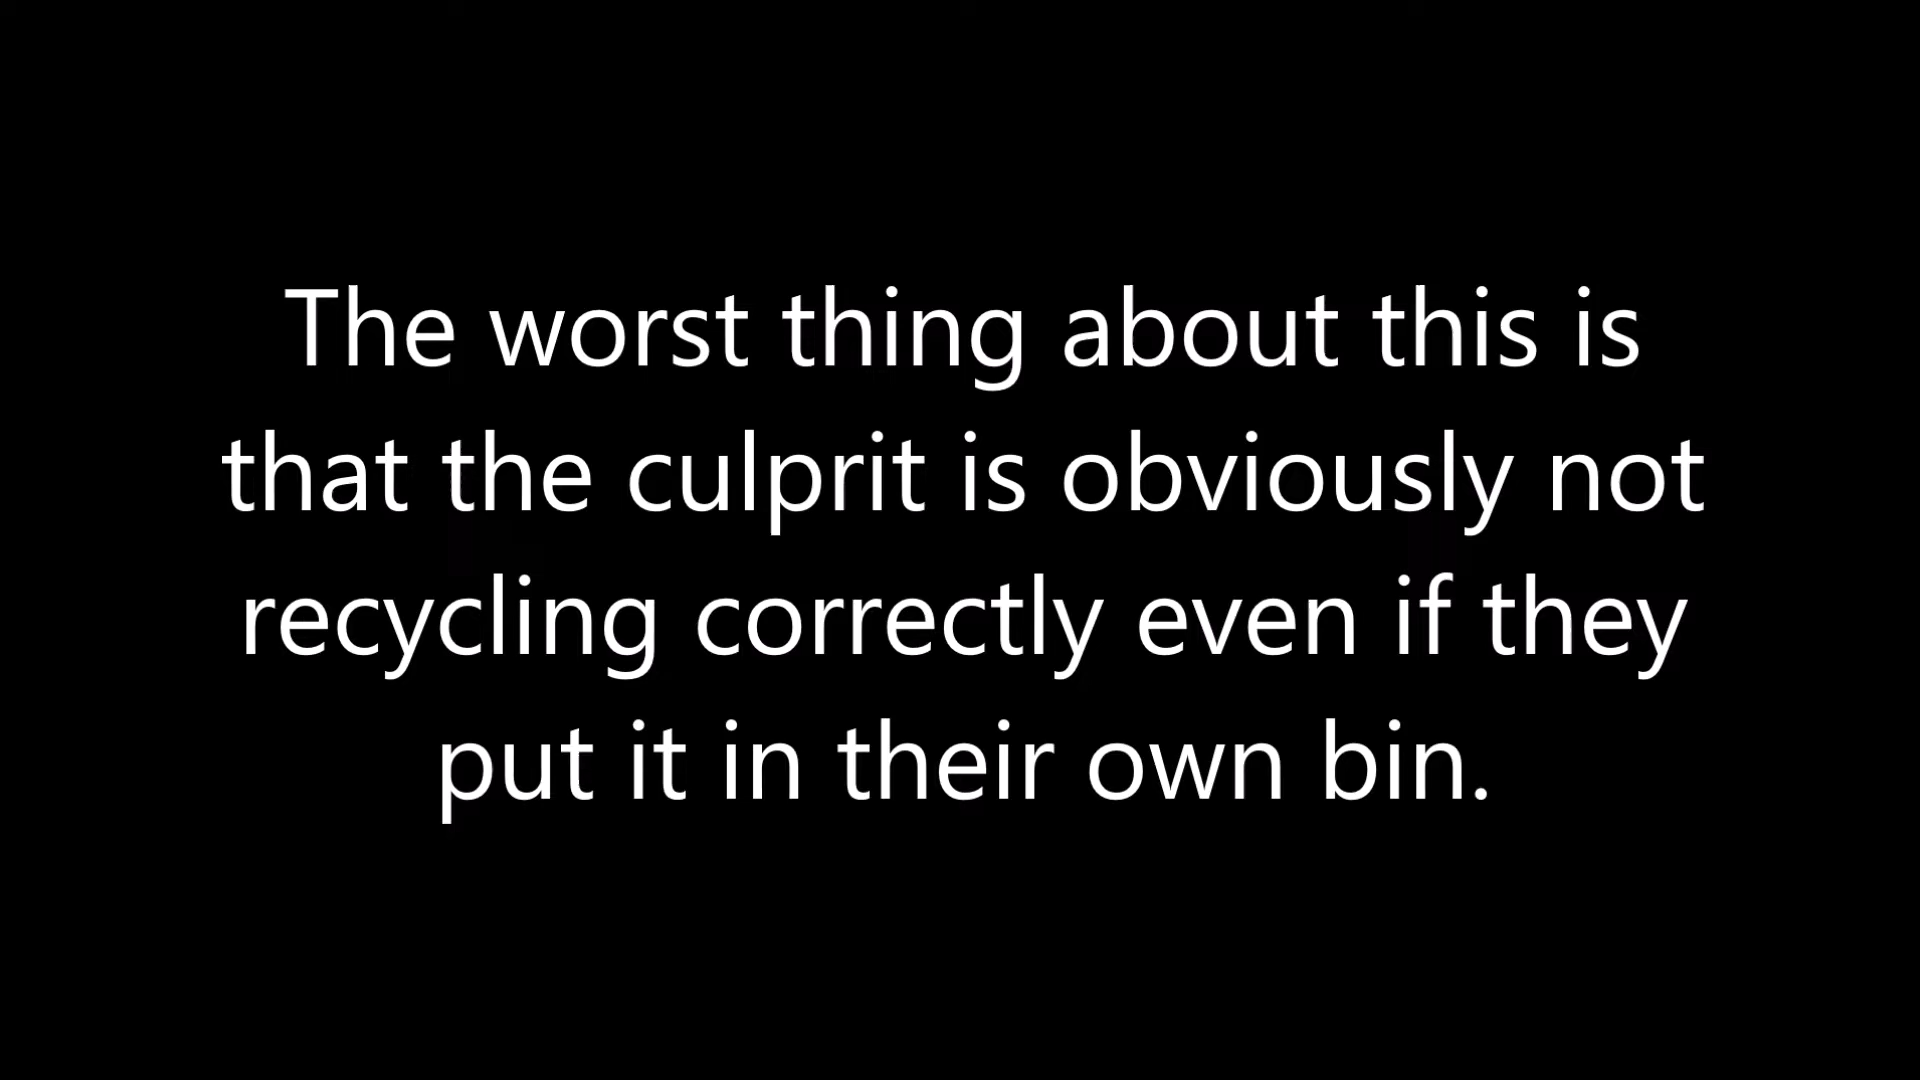 The worst thing about this is
that the culprit is obviously not
recycling correctly even if they
put it in their own bin.